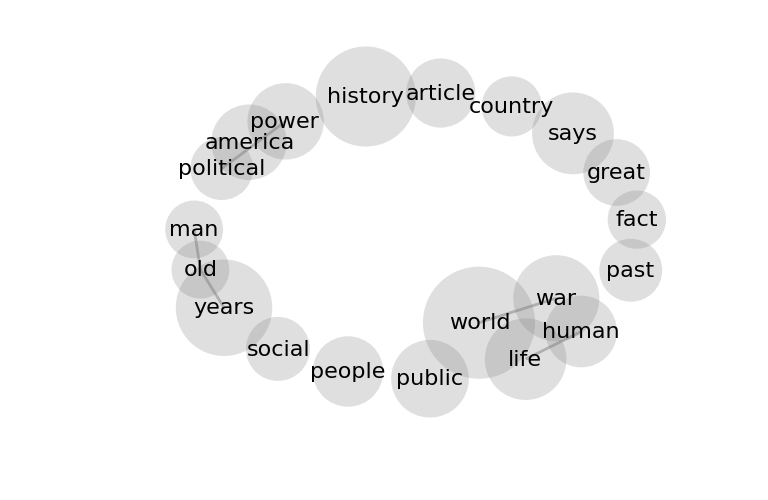 history
article
country
power
says
america
political
great
fact
man
old
past
war
years
world
human
social
life
people
public